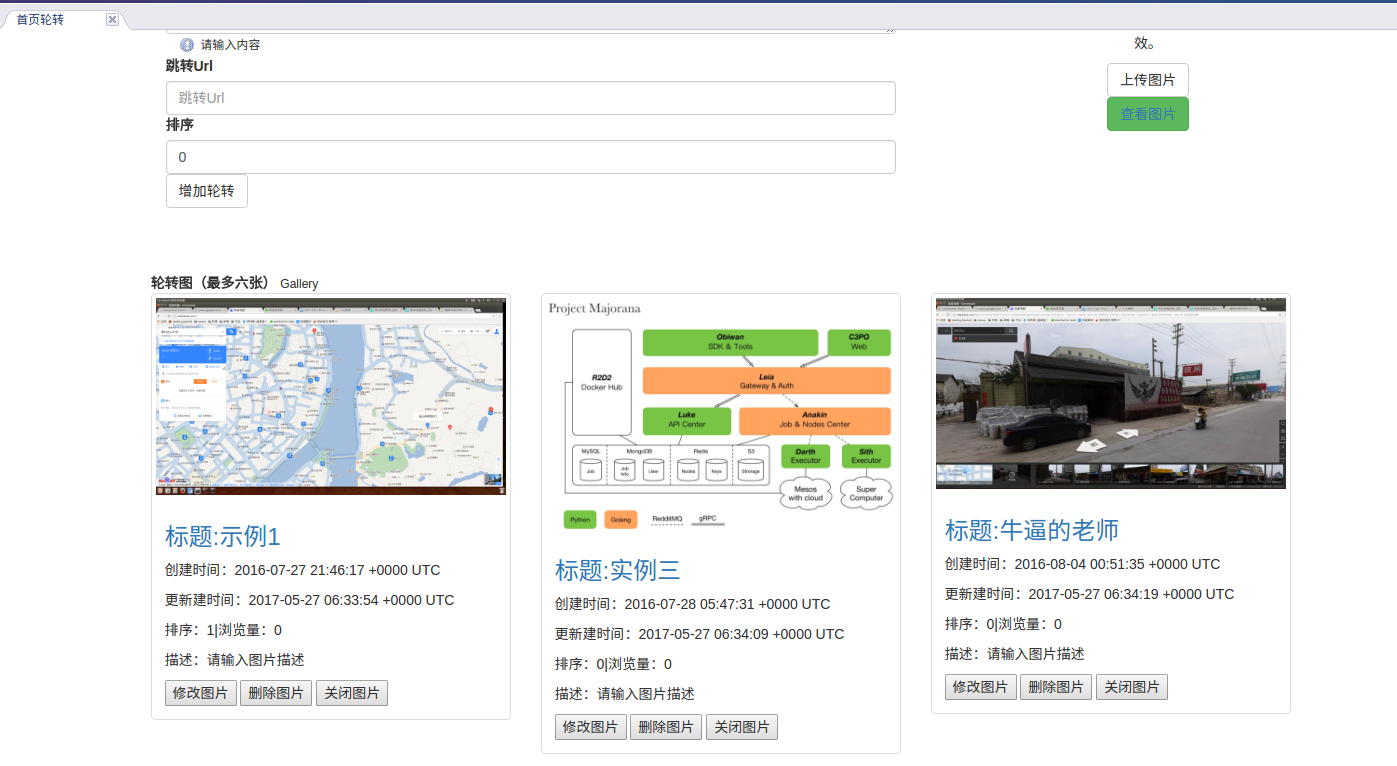 首页轮转
请输入内容
效。
跳转Url
跳转Url
上传图片
查看图片
排序
0
增加轮转
轮转图（最多六张） Gallery
标题:示例1
创建时间：2016-07-27 21:46:17 +0000 UTC
更新建时间：2017-05-27 06:33:54 +0000 UTC
排序：1|浏览量：0
描述：请输入图片描述
修改图片 删除图片 关闭图片
Project Majorana
Obiwan
SDK & Tools
C3PO
Web
R2D2
Docker Hub
Leia
Gateway & Auth
Luke
API Center
Anakin
Job & Nodes Center
MySQL MongoDB Redis S3
Darth
Executor
Sith
Executor
Job
Job Info
User
Nodes
Keys
Storage
Mesos
with cloud
Super
Computer
Python
Golang
RedditMQ
gRPC
标题:实例三
创建时间：2016-07-28 05:47:31 +0000 UTC
更新建时间：2017-05-27 06:34:09 +0000 UTC
排序：0|浏览量：0
描述：请输入图片描述
修改图片 删除图片 关闭图片
标题:牛逼的老师
创建时间：2016-08-04 00:51:35 +0000 UTC
更新建时间：2017-05-27 06:34:19 +0000 UTC
排序：0|浏览量：0
描述：请输入图片描述
修改图片 删除图片 关闭图片